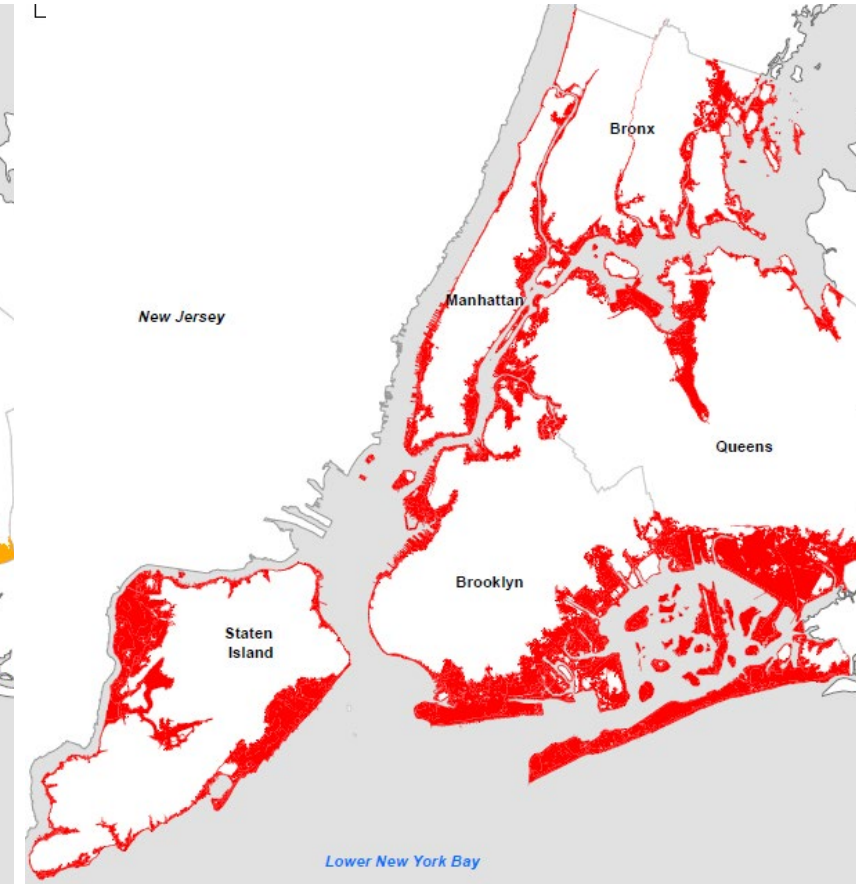 Bronx
Manhattan
New Jersey
Queens
Brooklyn
Staten
Island
Lower New York Bay